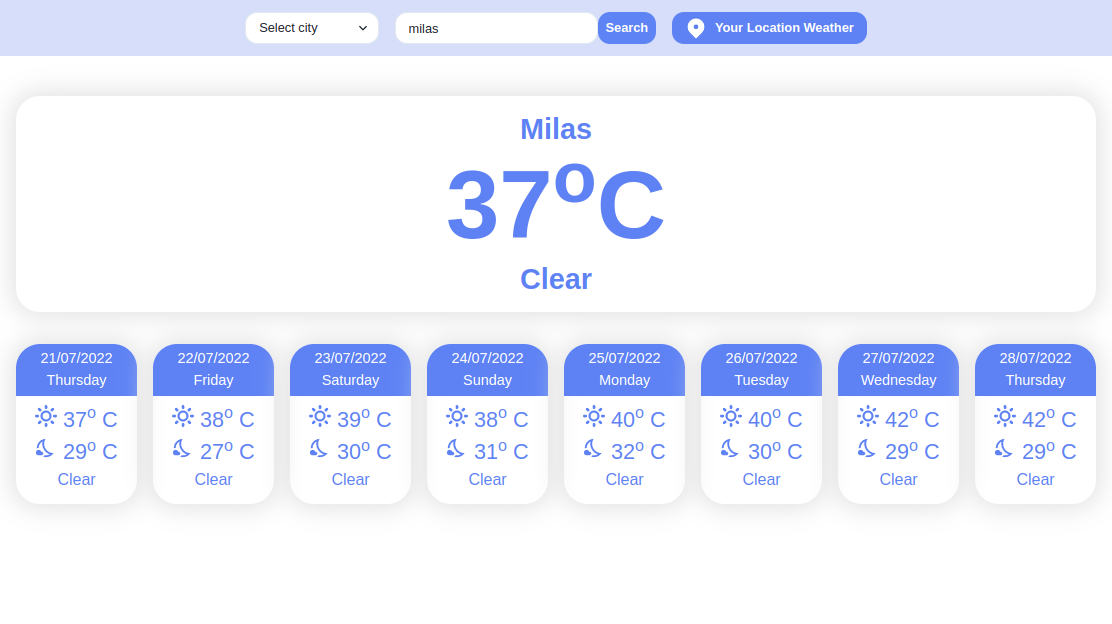 Select city
milas
Search
Your Location Weather
Milas
37ºC
Clear
21/07/2022
Thursday
37º C
29º C
Clear
22/07/2022
Friday
38º C
27º C
Clear
23/07/2022
Saturday
39º C
30º C
Clear
24/07/2022
Sunday
38º C
31º C
Clear
25/07/2022
Monday
40º C
32º C
Clear
26/07/2022
Tuesday
40º C
30º C
Clear
27/07/2022
Wednesday
42º C
29º C
Clear
28/07/2022
Thursday
42º C
29º C
Clear